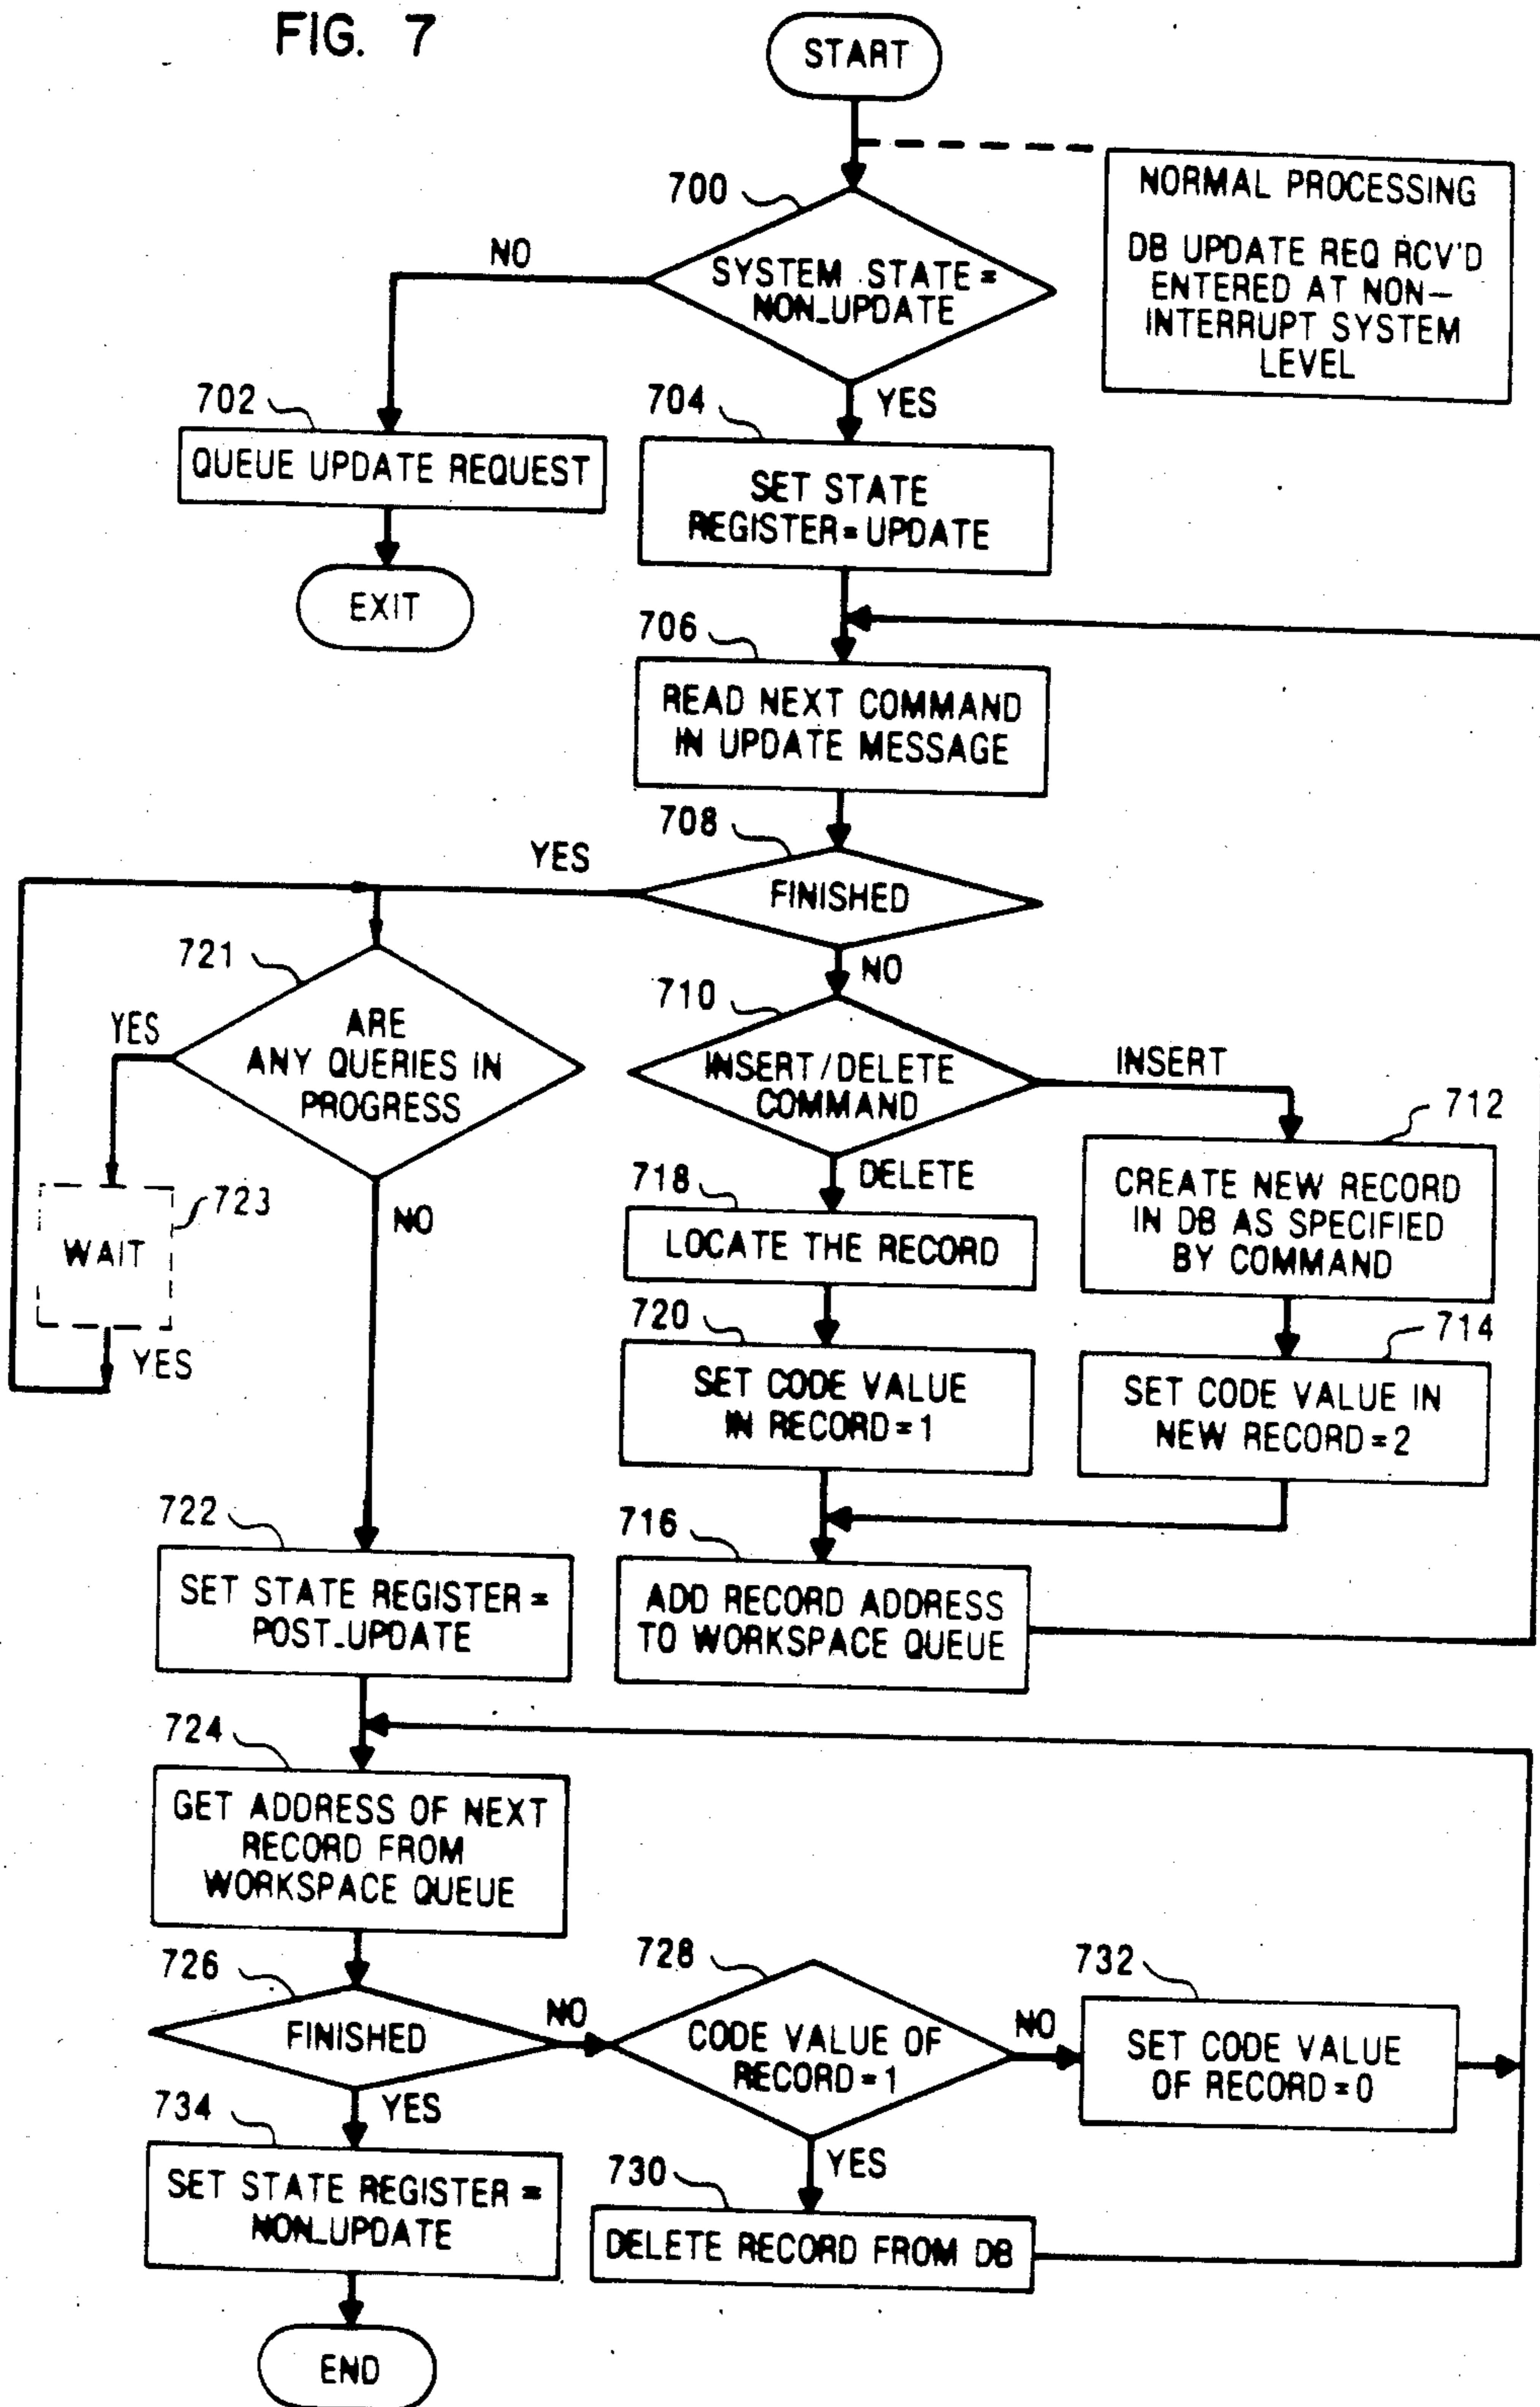 FIG. 7
START
NORMAL PROCESSING
DB UPDATE REQ RCV'D
ENTERED AT NON-
INTERRUPT SYSTEM
LEVEL
700
SYSTEM STATE =
NON_UPDATE
NO
YES
702
QUEUE UPDATE REQUEST
EXIT
704
SET STATE
REGISTER = UPDATE
706
READ NEXT COMMAND
IN UPDATE MESSAGE
708
FINISHED
YES
NO
721
ARE
ANY QUERIES IN
PROGRESS
YES
NO
723
WAIT
YES
710
INSERT/DELETE
COMMAND
INSERT
DELETE
712
CREATE NEW RECORD
IN DB AS SPECIFIED
BY COMMAND
718
LOCATE THE RECORD
720
SET CODE VALUE
IN RECORD = 1
714
SET CODE VALUE IN
NEW RECORD = 2
716
ADD RECORD ADDRESS
TO WORKSPACE QUEUE
722
SET STATE REGISTER =
POST_UPDATE
724
GET ADDRESS OF NEXT
RECORD FROM
WORKSPACE QUEUE
726
FINISHED
NO
YES
728
CODE VALUE OF
RECORD = 1
NO
YES
732
SET CODE VALUE
OF RECORD = 0
730
DELETE RECORD FROM DB
734
SET STATE REGISTER =
NON_UPDATE
END